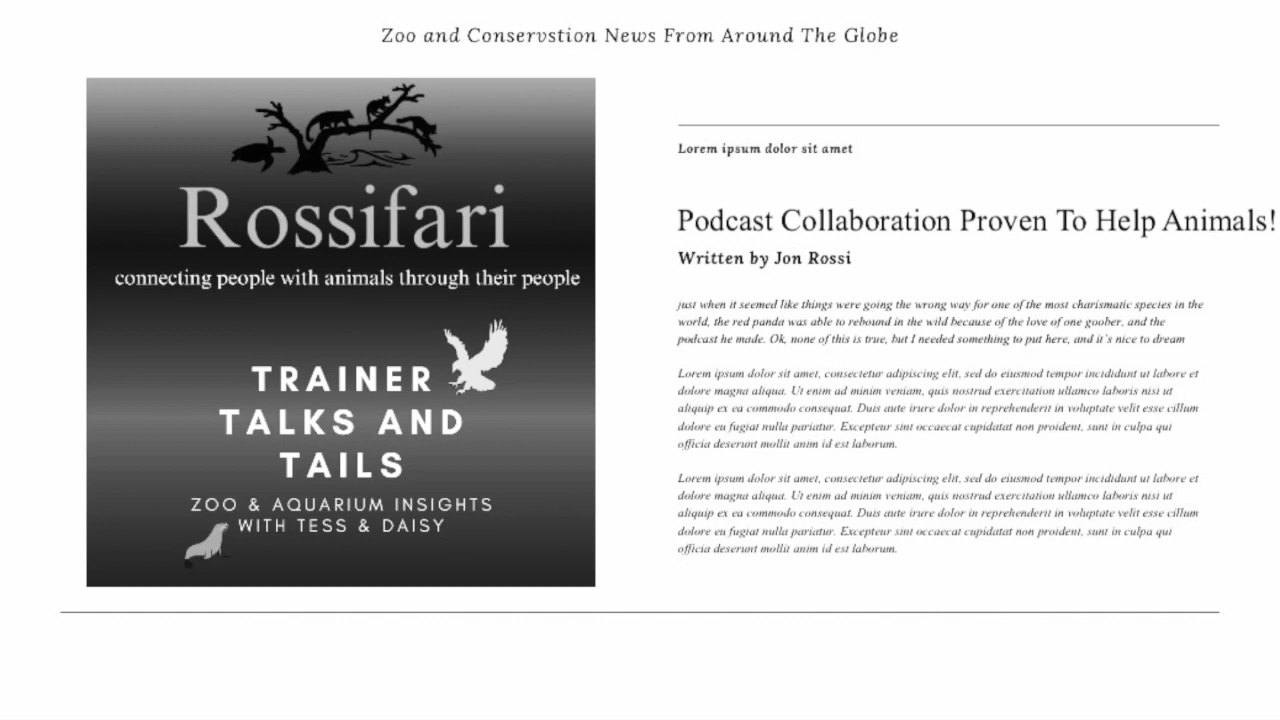 Zoo and Conservstion News From Around The Globe
Rossifari
connecting people with animals through their people
TRAINER
TALKS AND
TAILS
ZOO & AQUARIUM INSIGHTS
WITH TESS & DAISY
Lorem ipsum dolor sit amet
Podcast Collaboration Proven To Help Animals!
Written by Jon Rossi
just when it seemed like things were going the wrong way for one of the most charismatic species in the
world, the red panda was able to rebound in the wild because of the love of one goober, and the
podcast he made. Ok, none of this is true, but I needed something to put here, and it's nice to dream
Lorem ipsum dolor sit amet, consectetur adipiscing elit, sed do eiusmod tempor incididunt ut labore et
dolore magna aliqua. Ut enim ad minim veniam, quis nostrud exercitation ullamco laboris nisi ut
aliquip ex ea commodo consequat. Duis aute irure dolor in reprehenderit in voluptate velit esse cillum
dolore eu fugiat nulla pariatur. Excepteur sint occaecat cupidatat non proident, sunt in culpa qui
officia deserunt mollit anim id est laborum.
Lorem ipsum dolor sit amet, consectetur adipiscing elit, sed do eiusmod tempor incididunt ut labore et
dolore magna aliqua. Ut enim ad minim veniam, quis nostrud exercitation ullamco laboris nisi ut
aliquip ex ea commodo consequat. Duis aute irure dolor in reprehenderit in voluptate velit esse cillum
dolore eu fugiat nulla pariatur. Excepteur sint occaecat cupidatat non proident, sunt in culpa qui
officia deserunt mollit anim id est laborum.